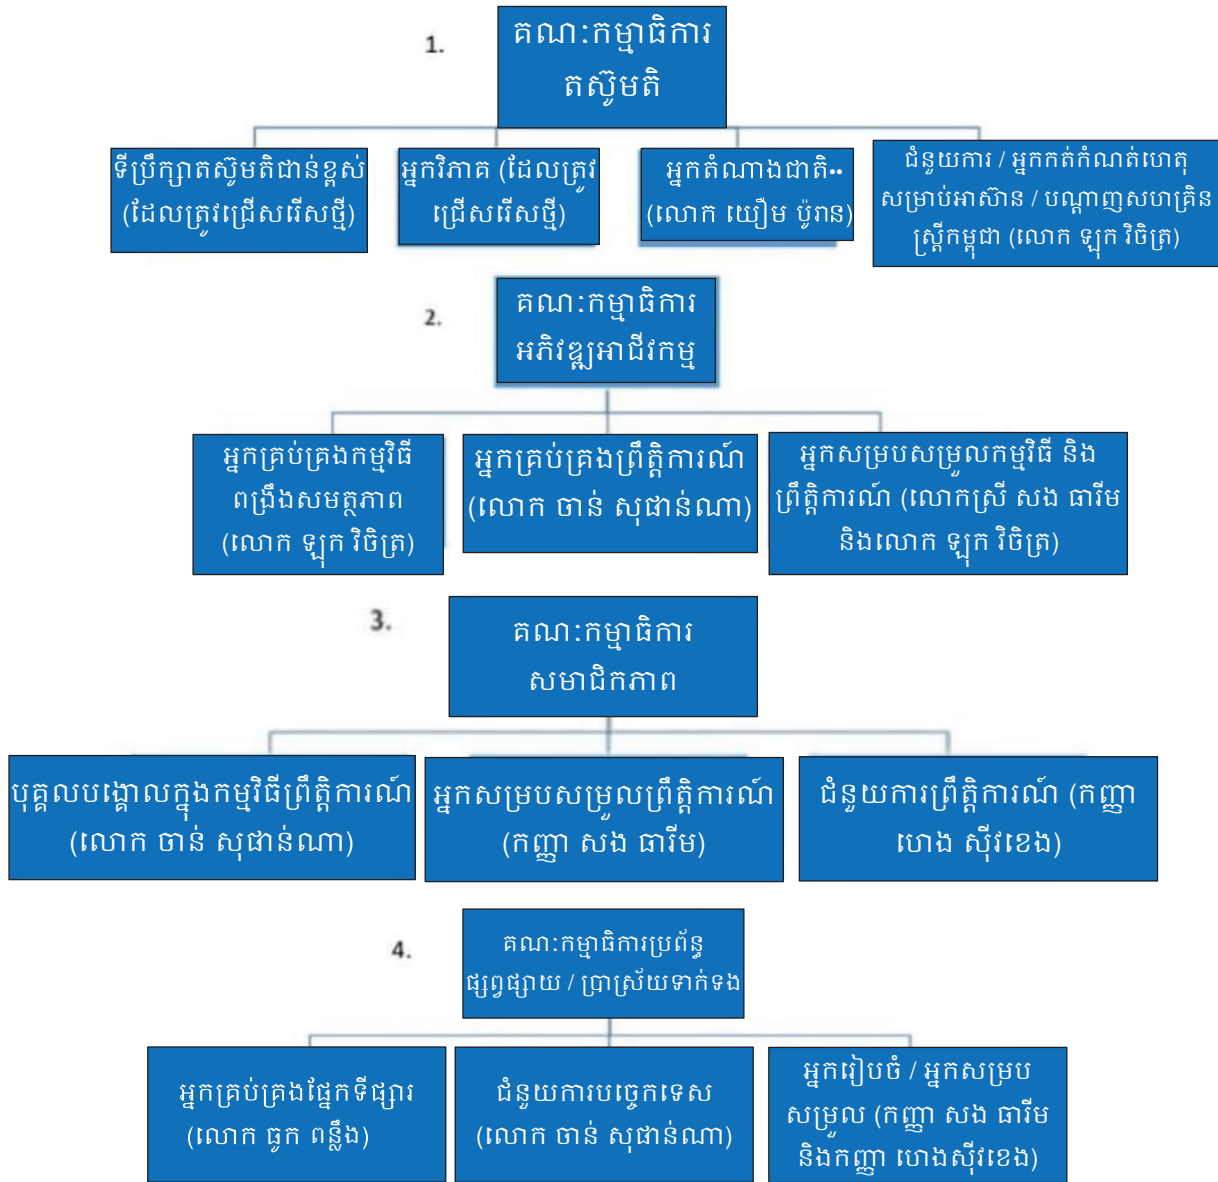 1.
គណៈកម្មាធិការ
តស៊ូមតិ
ទីប្រឹក្សាតស៊ូមតិជាន់ខ្ពស់
(ដែលត្រូវជ្រើសរើសថ្មី)
អ្នកវិភាគ (ដែលត្រូវ
ជ្រើសរើសថ្មី)
អ្នកតំណាងជាតិ••
(លោក យឿម ប៉ូរាន)
ជំនួយការ / អ្នកកត់កំណត់ហេតុ
សម្រាប់អាស៊ាន / បណ្តាញសហគ្រិន
ស្ត្រីកម្ពុជា (លោក ឡុក វិចិត្រ)
2.
គណៈកម្មាធិការ
អភិវឌ្ឍអាជីវកម្ម
អ្នកគ្រប់គ្រងកម្មវិធី
ពង្រឹងសមត្ថភាព
(លោក ឡុក វិចិត្រ)
អ្នកគ្រប់គ្រងព្រឹត្តិការណ៍
(លោក ចាន់ សុផាន់ណា)
អ្នកសម្របសម្រួលកម្មវិធី និង
ព្រឹត្តិការណ៍ (លោកស្រី សង ធារីម
និងលោក ឡុក វិចិត្រ)
3.
គណៈកម្មាធិការ
សមាជិកភាព
បុគ្គលបង្គោលក្នុងកម្មវិធីព្រឹត្តិការណ៍
(លោក ចាន់ សុផាន់ណា)
អ្នកសម្របសម្រួលព្រឹត្តិការណ៍
(កញ្ញា សង ធារីម)
ជំនួយការព្រឹត្តិការណ៍ (កញ្ញា
ហេង ស៊ីវខេង)
4.
គណៈកម្មាធិការប្រព័ន្ធ
ផ្សព្វផ្សាយ / ប្រាស្រ័យទាក់ទង
អ្នកគ្រប់គ្រងផ្នែកទីផ្សារ
(លោក ធូក ពន្លឺង)
ជំនួយការបច្ចេកទេស
(លោក ចាន់ សុផាន់ណា)
អ្នករៀបចំ / អ្នកសម្រប
សម្រួល (កញ្ញា សង ធារីម
និងកញ្ញា ហេងស៊ីវខេង)